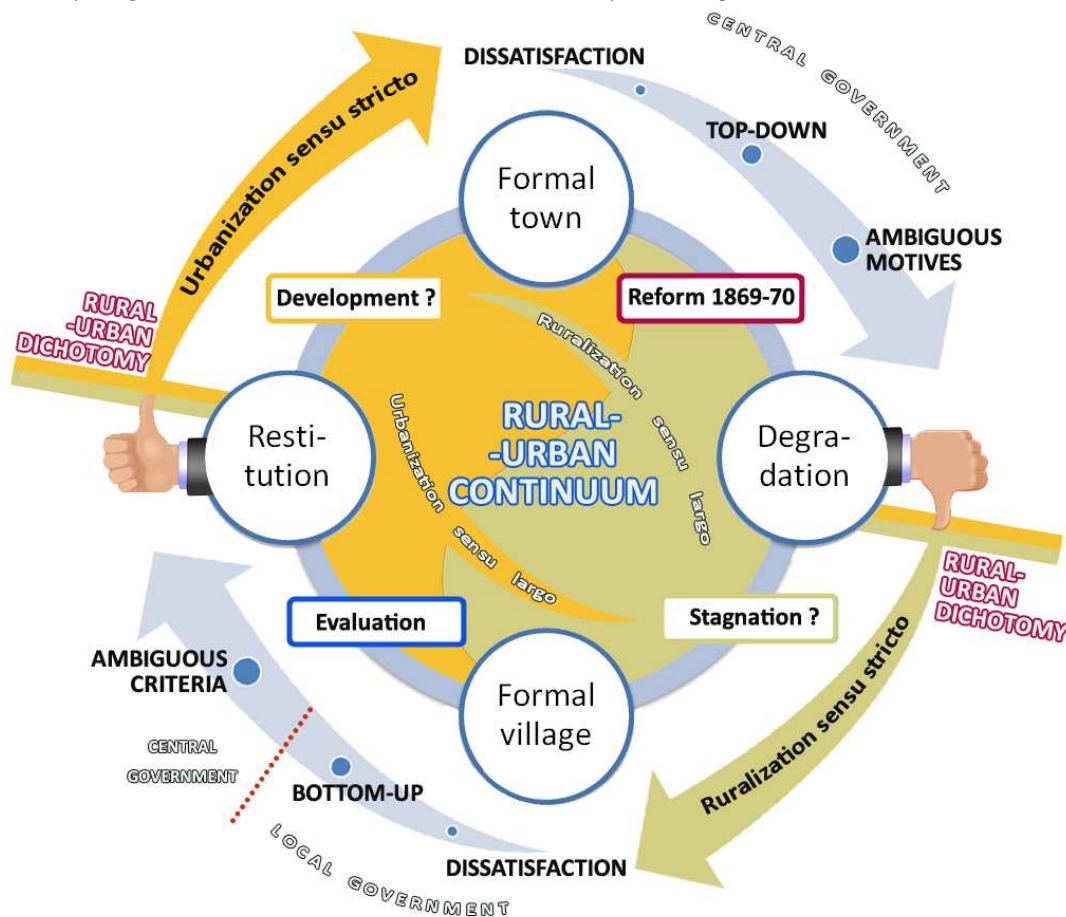 DISSATISFACTION
CENTRAL GOVERNMENT
TOP-DOWN
AMBIGUOUS
MOTIVES
Urbanization sensu stricto
Formal
town
Development ?
Reform 1869-70
RURAL
-URBAN
DICHOTOMY
Ruralization sensu largo
Urbanization sensu largo
RURAL-
-URBAN
CONTINUUM
Resti-
tution
Degra-
dation
RURAL-
URBAN
DICHOTOMY
Evaluation
Stagnation ?
Ruralization sensu stricto
AMBIGUOUS
CRITERIA
Formal
village
CENTRAL
GOVERNMENT
BOTTOM-UP
LOCAL GOVERNMENT
DISSATISFACTION